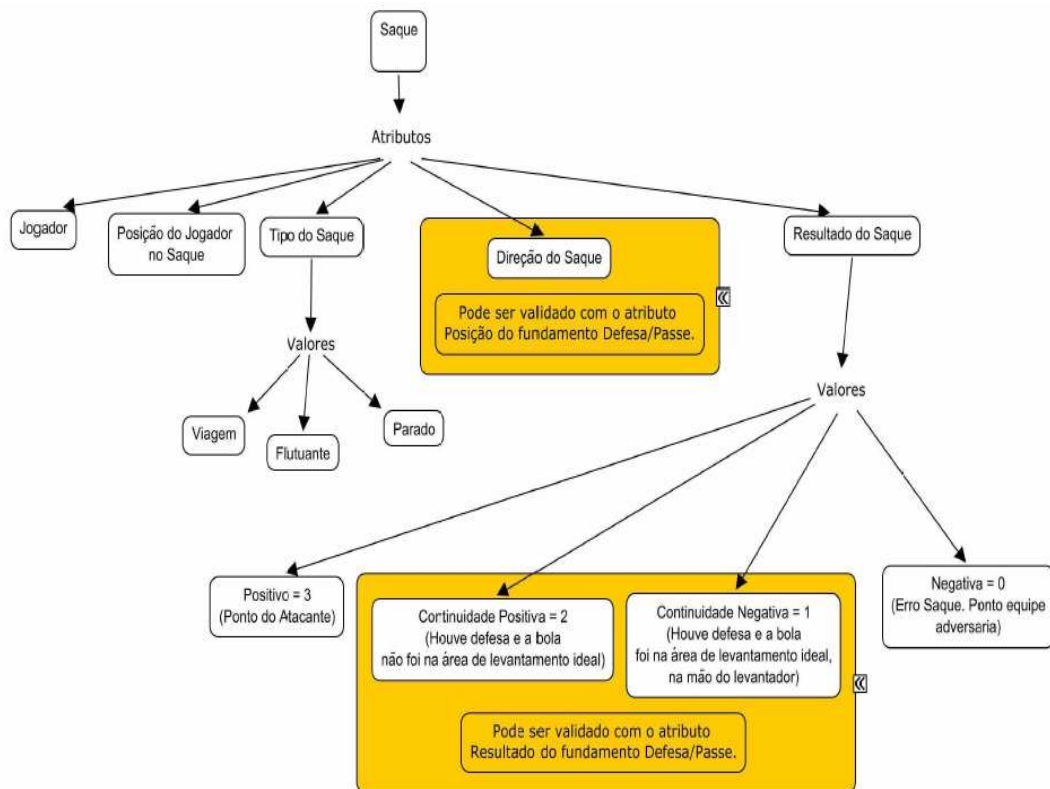 Saque
Atributos
Jogador
Posição do Jogador
no Saque
Tipo do Saque
Direção do Saque
Resultado do Saque
Pode ser validado com o atributo
Posição do fundamento Defesa/Passe.
Valores
Viagem
Flutuante
Parado
Valores
Positivo = 3
(Ponto do Atacante)
Continuidade Positiva = 2
(Houve defesa e a bola
não foi na área de levantamento ideal)
Continuidade Negativa = 1
(Houve defesa e a bola
foi na área de levantamento ideal,
na mão do levantador)
Negativa = 0
(Erro Saque. Ponto equipe
adversaria)
Pode ser validado com o atributo
Resultado do fundamento Defesa/Passe.